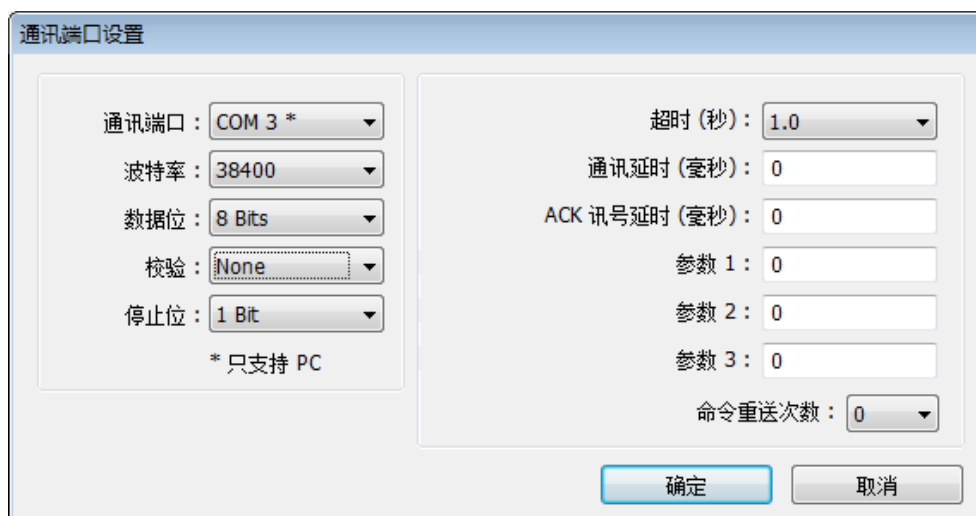 通讯端口设置
通讯端口：COM 3 *
波特率：38400
数据位：8 Bits
校验：None
停止位：1 Bit
* 只支持 PC
超时 (秒)：1.0
通讯延时 (毫秒)：0
ACK 讯号延时 (毫秒)：0
参数 1：0
参数 2：0
参数 3：0
命令重送次数：0
确定 取消